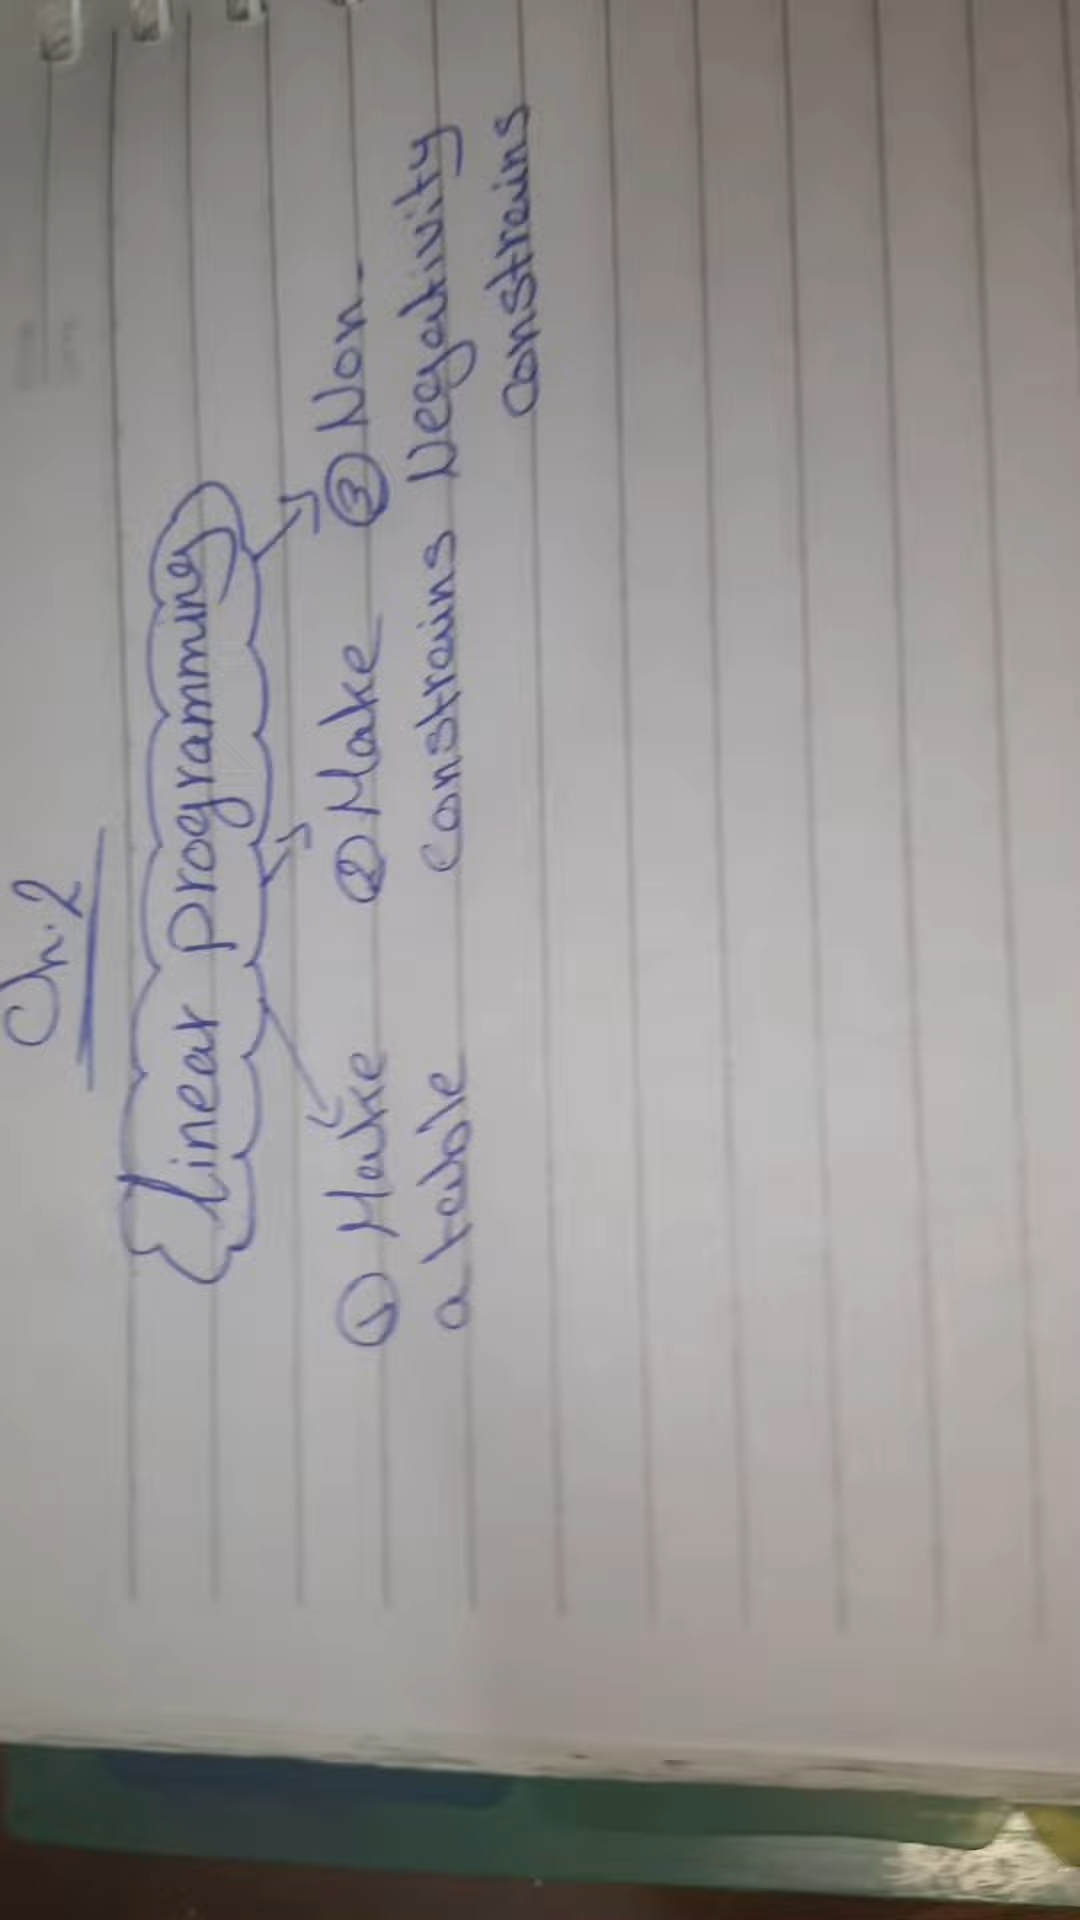 Ch.2
linear programming
① Make ② Make ③ Non-
a table constrains Negativity
constrains